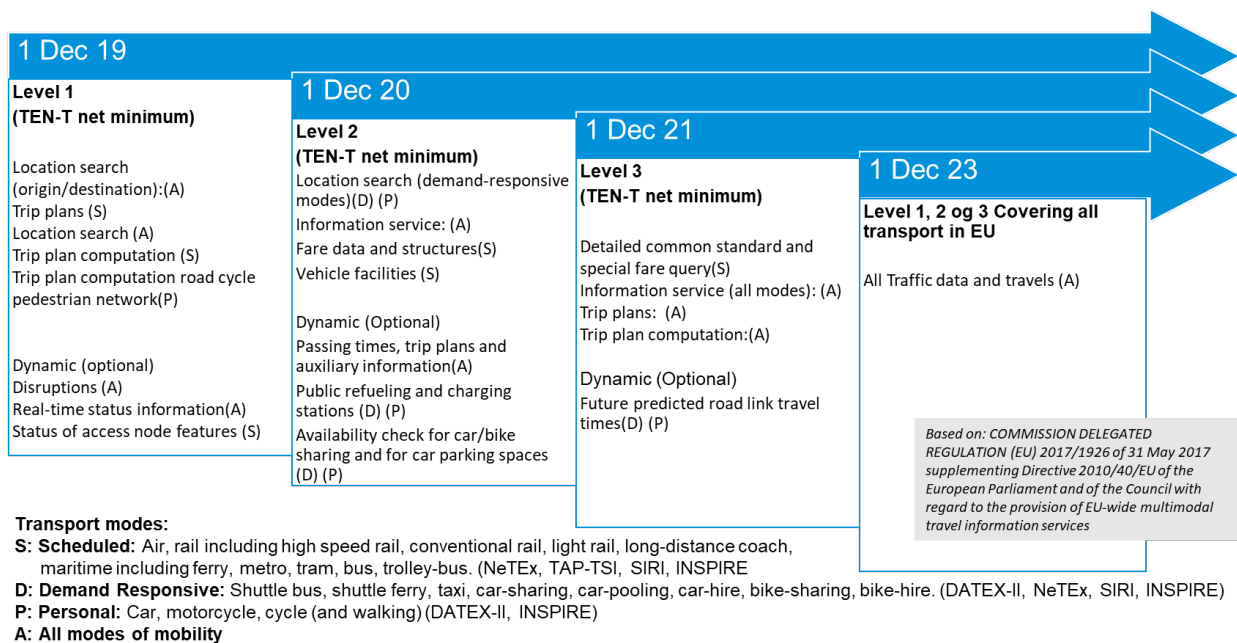 1 Dec 19
Level 1
(TEN-T net minimum)
Location search
(origin/destination):(A)
Trip plans (S)
Location search (A)
Trip plan computation (S)
Trip plan computation road cycle
pedestrian network(P)
Dynamic (optional)
Disruptions (A)
Real-time status information(A)
Status of access node features (S)
1 Dec 20
Level 2
(TEN-T net minimum)
Location search (demand-responsive
modes)(D) (P)
Information service: (A)
Fare data and structures(S)
Vehicle facilities (S)
Dynamic (Optional)
Passing times, trip plans and
auxiliary information(A)
Public refueling and charging
stations (D) (P)
Availability check for car/bike
sharing and for car parking spaces
(D) (P)
1 Dec 21
Level 3
(TEN-T net minimum)
Detailed common standard and
special fare query(S)
Information service (all modes): (A)
Trip plans: (A)
Trip plan computation:(A)
Dynamic (Optional)
Future predicted road link travel
times(D) (P)
1 Dec 23
Level 1, 2 og 3 Covering all
transport in EU
All Traffic data and travels (A)
Based on: COMMISSION DELEGATED
REGULATION (EU) 2017/1926 of 31 May 2017
supplementing Directive 2010/40/EU of the
European Parliament and of the Council with
regard to the provision of EU-wide multimodal
travel information services
Transport modes:
S: Scheduled: Air, rail including high speed rail, conventional rail, light rail, long-distance coach,
maritime including ferry, metro, tram, bus, trolley-bus. (NeTEx, TAP-TSI, SIRI, INSPIRE
D: Demand Responsive: Shuttle bus, shuttle ferry, taxi, car-sharing, car-pooling, car-hire, bike-sharing, bike-hire. (DATEX-II, NeTEx, SIRI, INSPIRE)
P: Personal: Car, motorcycle, cycle (and walking) (DATEX-II, INSPIRE)
A: All modes of mobility